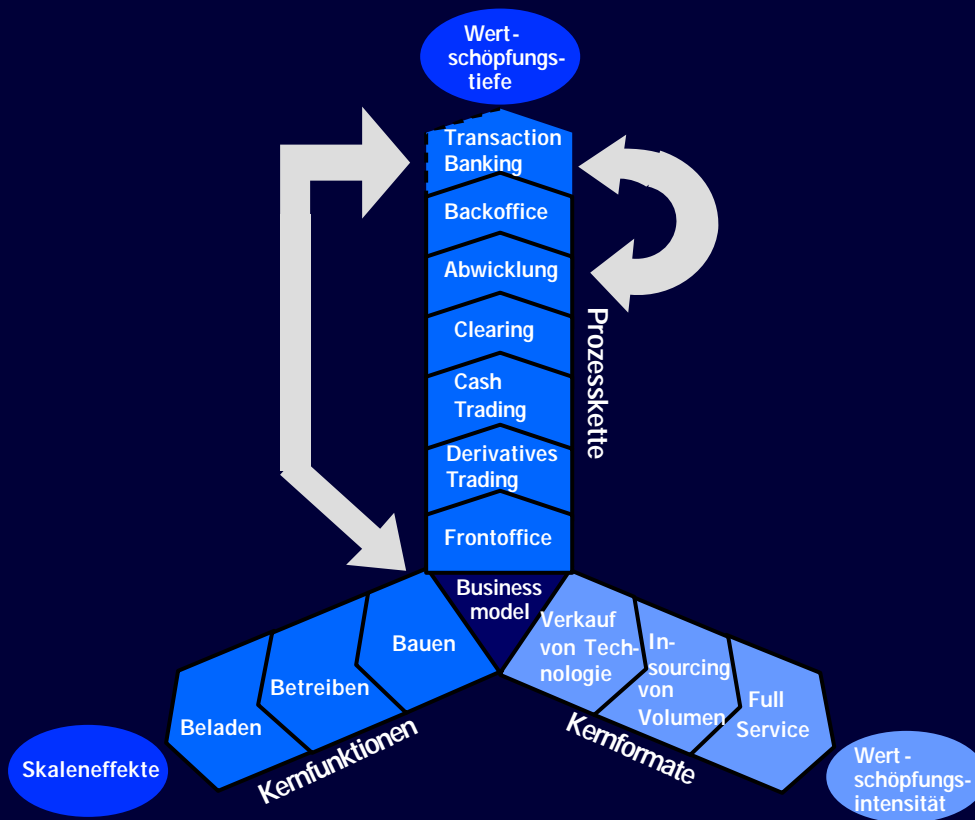 Wert-
schöpfungs-
tiefe
Transaction
Banking
Backoffice
Abwicklung
Clearing
Cash
Trading
Derivatives
Trading
Frontoffice
Prozesskette
Business
model
Bauen
Betreiben
Beladen
Kernfunktionen
Skaleneffekte
Verkauf
von Tech-
nologie
In-
sourcing
von
Volumen
Full
Service
Kernformate
Wert-
schöpfungs-
intensität